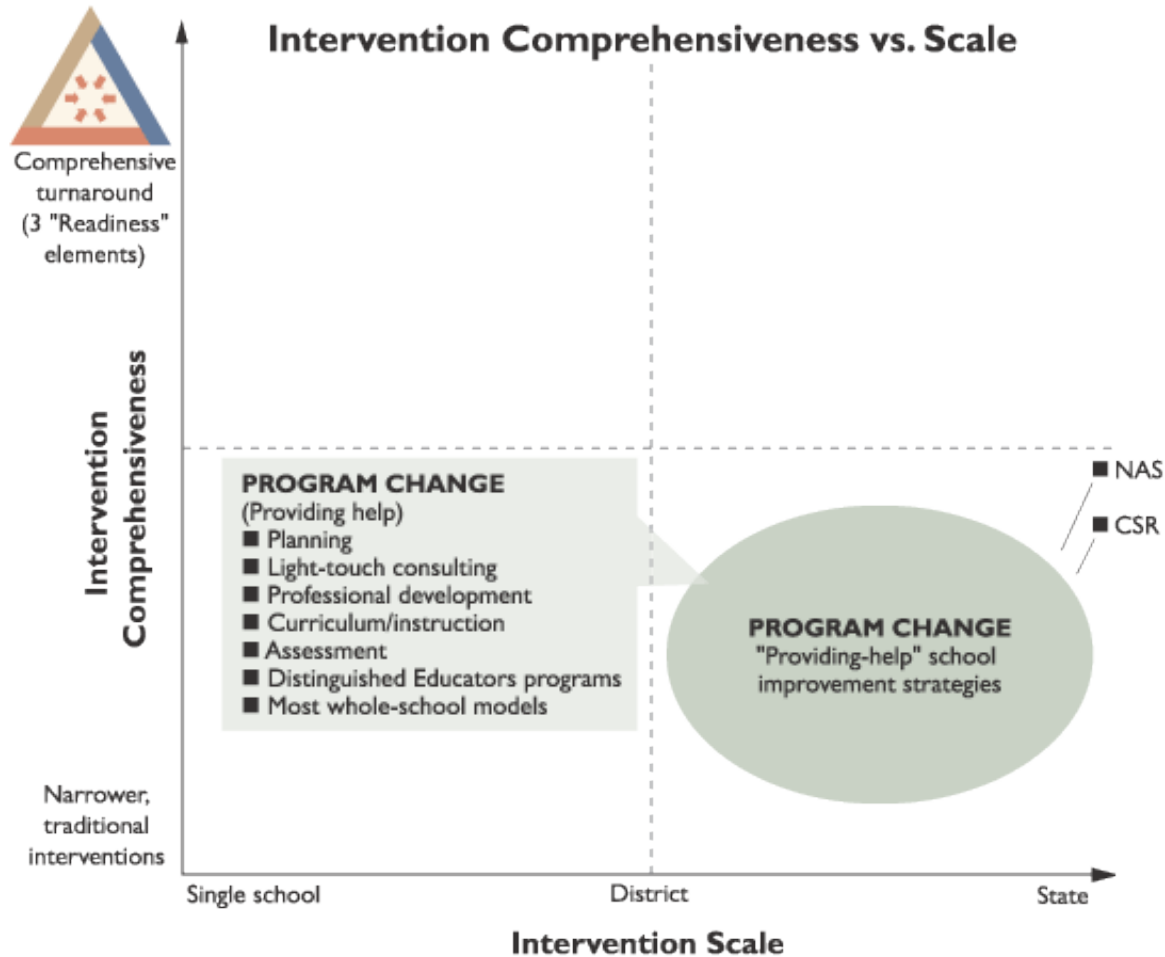 Intervention Comprehensiveness vs. Scale
Comprehensive
turnaround
(3 "Readiness"
elements)
Intervention
Comprehensiveness
PROGRAM CHANGE
(Providing help)
■ Planning
■ Light-touch consulting
■ Professional development
■ Curriculum/instruction
■ Assessment
■ Distinguished Educators programs
■ Most whole-school models
■ NAS
■ CSR
PROGRAM CHANGE
"Providing-help" school
improvement strategies
Narrower,
traditional
interventions
Single school
District
State
Intervention Scale